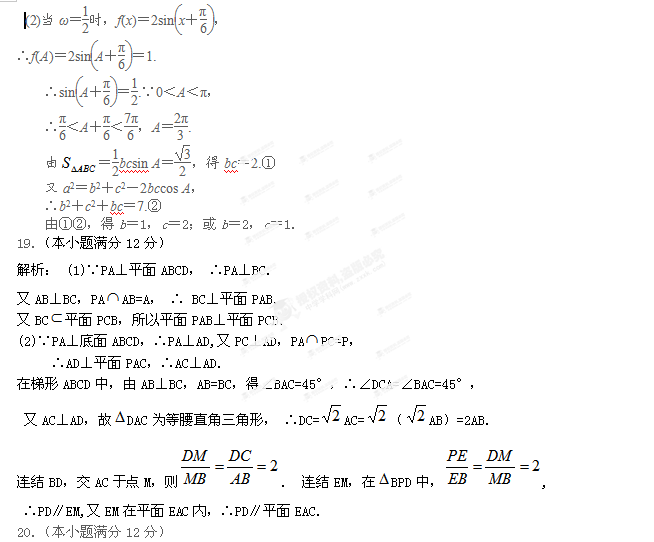 (2)当 ω=1/2时，f(x)=2sin(x+π/6)，
∴f(A)=2sin(A+π/6)=1.
∴sin(A+π/6)=1/2.∵0＜A＜π，
∴π/6＜A+π/6＜7π/6，A=2π/3.
由 S△ABC=1/2bcsin A=√3/2，得 bc=2.①
又 a²=b²+c²-2bccos A，
∴b²+c²+bc=7.②
由①②，得 b=1，c=2；或 b=2，c=1.
19.（本小题满分 12 分）
解析： (1)∵PA⊥平面 ABCD， ∴PA⊥BC.
又 AB⊥BC，PA∩AB=A， ∴ BC⊥平面 PAB.
又 BC⊂平面 PCB，所以平面 PAB⊥平面 PCB.
(2)∵PA⊥底面 ABCD，∴PA⊥AD,又 PC⊥AD，PA∩PC=P,
∴AD⊥平面 PAC，∴AC⊥AD.
在梯形 ABCD 中，由 AB⊥BC，AB=BC，得∠BAC=45°，∴∠DCA=∠BAC=45°，
又 AC⊥AD，故ΔDAC 为等腰直角三角形， ∴DC=√2 AC=√2（√2 AB）=2AB.
连结 BD，交 AC 于点 M，则 DM/MB=DC/AB=2. 连结 EM，在ΔBPD 中，PE/EB=DM/MB=2，
∴PD∥EM,又 EM 在平面 EAC 内，∴PD∥平面 EAC.
20.（本小题满分 12 分）